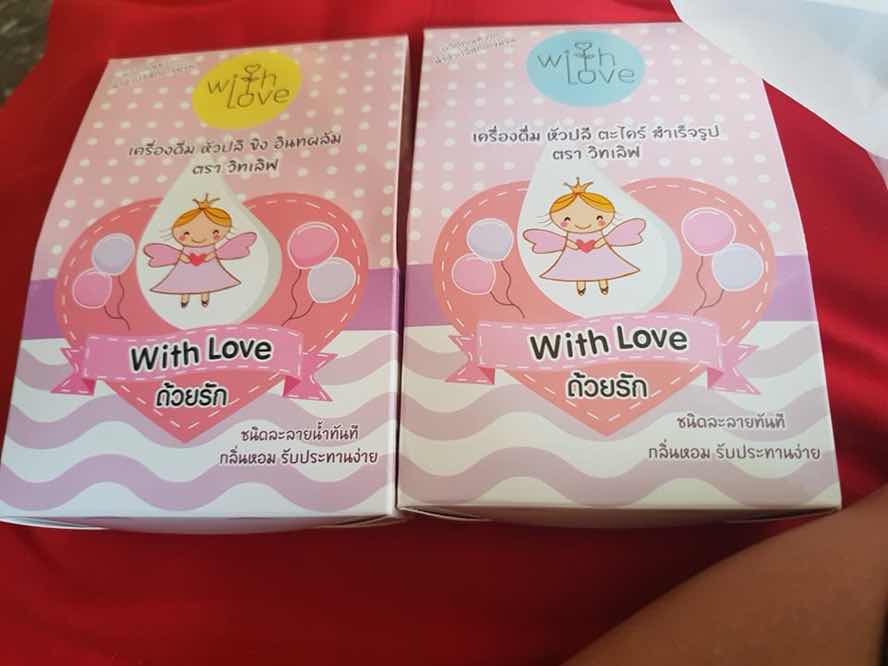 with
love
เครื่องดื่ม หัวปลี ขิง อินทผลัม
ตรา วิทเลิฟ
With Love
ด้วยรัก
ชนิดละลายน้ำทันที
กลิ่นหอม รับประทานง่าย
with
love
เครื่องดื่ม หัวปลี ตะไคร้ สำเร็จรูป
ตรา วิทเลิฟ
With Love
ด้วยรัก
ชนิดละลายทันที
กลิ่นหอม รับประทานง่าย